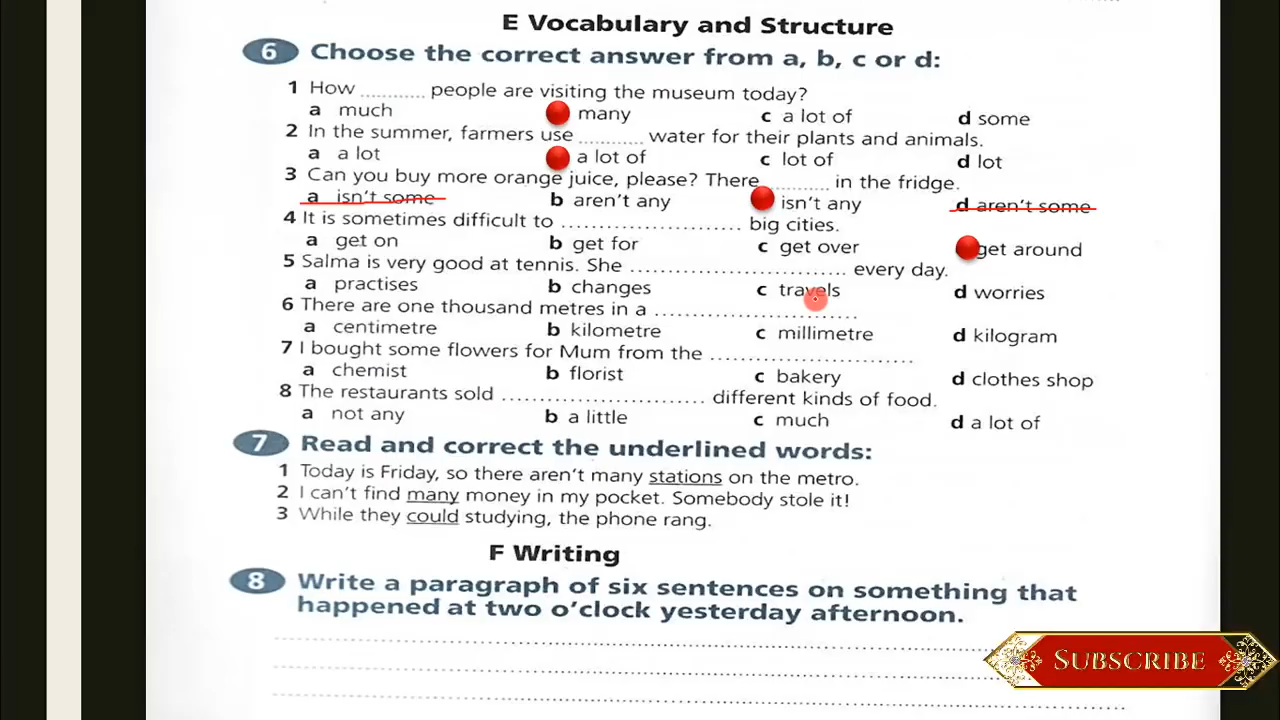 E Vocabulary and Structure
6 Choose the correct answer from a, b, c or d:
1 How .......... people are visiting the museum today?
a much many c a lot of d some
2 In the summer, farmers use .......... water for their plants and animals.
a a lot a lot of c lot of d lot
3 Can you buy more orange juice, please? There .......... in the fridge.
a isn't some b aren't any isn't any d aren't some
4 It is sometimes difficult to .............................. big cities.
a get on b get for c get over get around
5 Salma is very good at tennis. She .................................. every day.
a practises b changes c travels d worries
6 There are one thousand metres in a ................................
a centimetre b kilometre c millimetre d kilogram
7 I bought some flowers for Mum from the ................................
a chemist b florist c bakery d clothes shop
8 The restaurants sold ................................ different kinds of food.
a not any b a little c much d a lot of
7 Read and correct the underlined words:
1 Today is Friday, so there aren't many stations on the metro.
2 I can't find many money in my pocket. Somebody stole it!
3 While they could studying, the phone rang.
F Writing
8 Write a paragraph of six sentences on something that
happened at two o'clock yesterday afternoon.
SUBSCRIBE